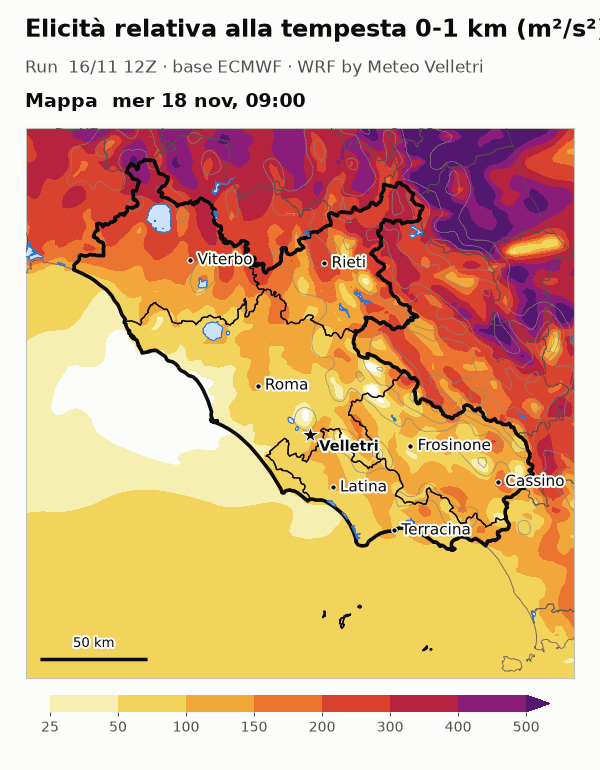 Elicità relativa alla tempesta 0-1 km (m²/s²)
Run 16/11 12Z · base ECMWF · WRF by Meteo Velletri
Mappa mer 18 nov, 09:00
Viterbo
Rieti
Roma
Velletri
Frosinone
Latina
Cassino
Terracina
50 km
25 50 100 150 200 300 400 500